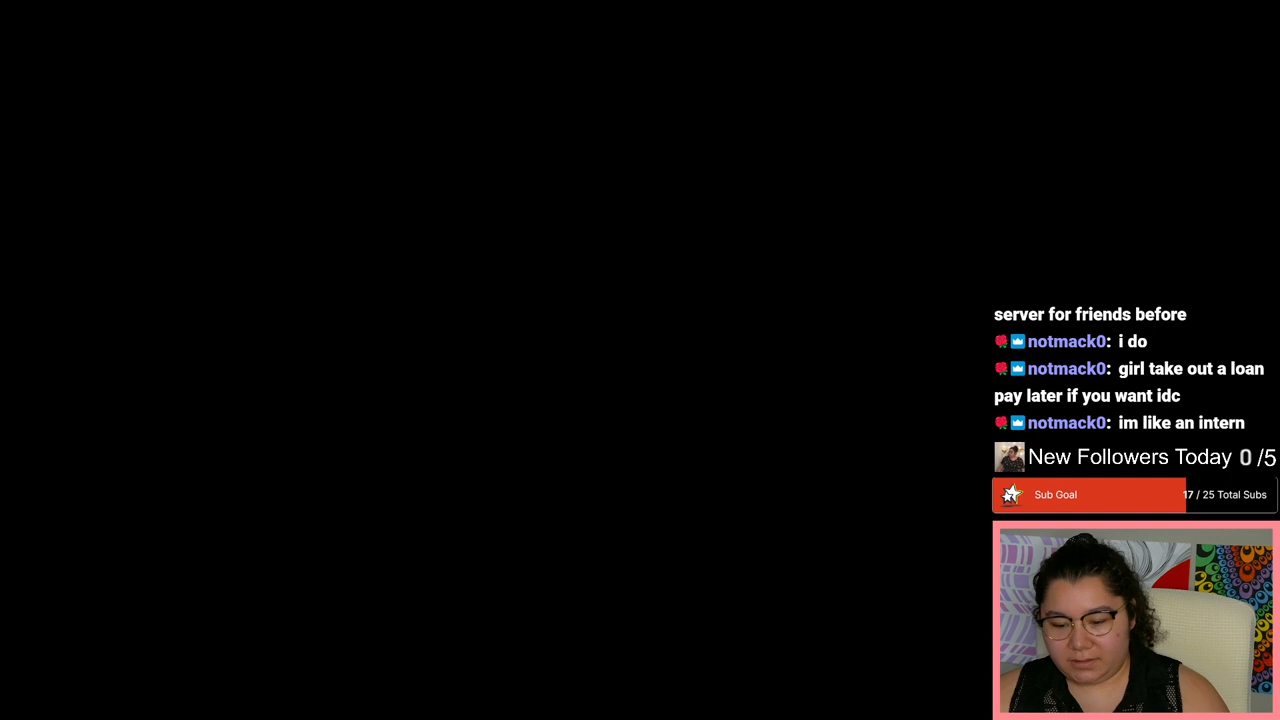 server for friends before
notmack0: i do
notmack0: girl take out a loan
pay later if you want idc
notmack0: im like an intern
New Followers Today 0 /5
Sub Goal 17 / 25 Total Subs